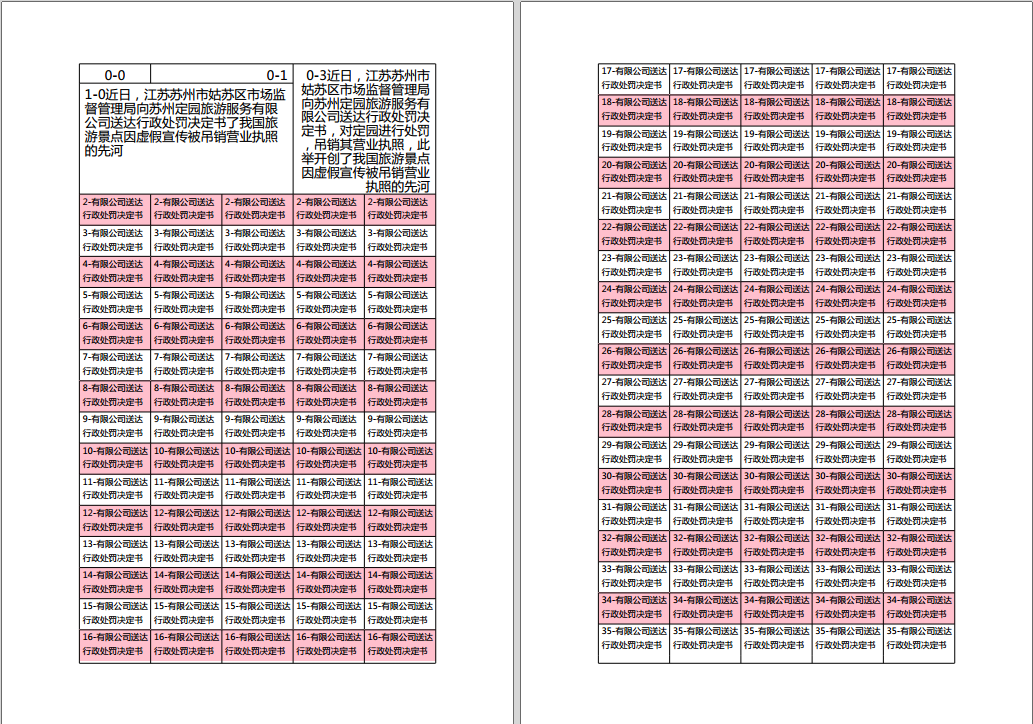 0-0 0-1
1-0近日，江苏苏州市姑苏区市场监
督管理局向苏州定园旅游服务有限
公司送达行政处罚决定书了我国旅
游景点因虚假宣传被吊销营业执照
的先河
0-3近日，江苏苏州市
姑苏区市场监督管理局
向苏州定园旅游服务有
限公司送达行政处罚决
定书，对定园进行处罚
，吊销其营业执照，此
举开创了我国旅游景点
因虚假宣传被吊销营业
执照的先河
2-有限公司送达 2-有限公司送达 2-有限公司送达 2-有限公司送达 2-有限公司送达
行政处罚决定书 行政处罚决定书 行政处罚决定书 行政处罚决定书 行政处罚决定书
3-有限公司送达 3-有限公司送达 3-有限公司送达 3-有限公司送达 3-有限公司送达
行政处罚决定书 行政处罚决定书 行政处罚决定书 行政处罚决定书 行政处罚决定书
4-有限公司送达 4-有限公司送达 4-有限公司送达 4-有限公司送达 4-有限公司送达
行政处罚决定书 行政处罚决定书 行政处罚决定书 行政处罚决定书 行政处罚决定书
5-有限公司送达 5-有限公司送达 5-有限公司送达 5-有限公司送达 5-有限公司送达
行政处罚决定书 行政处罚决定书 行政处罚决定书 行政处罚决定书 行政处罚决定书
6-有限公司送达 6-有限公司送达 6-有限公司送达 6-有限公司送达 6-有限公司送达
行政处罚决定书 行政处罚决定书 行政处罚决定书 行政处罚决定书 行政处罚决定书
7-有限公司送达 7-有限公司送达 7-有限公司送达 7-有限公司送达 7-有限公司送达
行政处罚决定书 行政处罚决定书 行政处罚决定书 行政处罚决定书 行政处罚决定书
8-有限公司送达 8-有限公司送达 8-有限公司送达 8-有限公司送达 8-有限公司送达
行政处罚决定书 行政处罚决定书 行政处罚决定书 行政处罚决定书 行政处罚决定书
9-有限公司送达 9-有限公司送达 9-有限公司送达 9-有限公司送达 9-有限公司送达
行政处罚决定书 行政处罚决定书 行政处罚决定书 行政处罚决定书 行政处罚决定书
10-有限公司送达 10-有限公司送达 10-有限公司送达 10-有限公司送达 10-有限公司送达
行政处罚决定书 行政处罚决定书 行政处罚决定书 行政处罚决定书 行政处罚决定书
11-有限公司送达 11-有限公司送达 11-有限公司送达 11-有限公司送达 11-有限公司送达
行政处罚决定书 行政处罚决定书 行政处罚决定书 行政处罚决定书 行政处罚决定书
12-有限公司送达 12-有限公司送达 12-有限公司送达 12-有限公司送达 12-有限公司送达
行政处罚决定书 行政处罚决定书 行政处罚决定书 行政处罚决定书 行政处罚决定书
13-有限公司送达 13-有限公司送达 13-有限公司送达 13-有限公司送达 13-有限公司送达
行政处罚决定书 行政处罚决定书 行政处罚决定书 行政处罚决定书 行政处罚决定书
14-有限公司送达 14-有限公司送达 14-有限公司送达 14-有限公司送达 14-有限公司送达
行政处罚决定书 行政处罚决定书 行政处罚决定书 行政处罚决定书 行政处罚决定书
15-有限公司送达 15-有限公司送达 15-有限公司送达 15-有限公司送达 15-有限公司送达
行政处罚决定书 行政处罚决定书 行政处罚决定书 行政处罚决定书 行政处罚决定书
16-有限公司送达 16-有限公司送达 16-有限公司送达 16-有限公司送达 16-有限公司送达
行政处罚决定书 行政处罚决定书 行政处罚决定书 行政处罚决定书 行政处罚决定书
17-有限公司送达 17-有限公司送达 17-有限公司送达 17-有限公司送达 17-有限公司送达
行政处罚决定书 行政处罚决定书 行政处罚决定书 行政处罚决定书 行政处罚决定书
18-有限公司送达 18-有限公司送达 18-有限公司送达 18-有限公司送达 18-有限公司送达
行政处罚决定书 行政处罚决定书 行政处罚决定书 行政处罚决定书 行政处罚决定书
19-有限公司送达 19-有限公司送达 19-有限公司送达 19-有限公司送达 19-有限公司送达
行政处罚决定书 行政处罚决定书 行政处罚决定书 行政处罚决定书 行政处罚决定书
20-有限公司送达 20-有限公司送达 20-有限公司送达 20-有限公司送达 20-有限公司送达
行政处罚决定书 行政处罚决定书 行政处罚决定书 行政处罚决定书 行政处罚决定书
21-有限公司送达 21-有限公司送达 21-有限公司送达 21-有限公司送达 21-有限公司送达
行政处罚决定书 行政处罚决定书 行政处罚决定书 行政处罚决定书 行政处罚决定书
22-有限公司送达 22-有限公司送达 22-有限公司送达 22-有限公司送达 22-有限公司送达
行政处罚决定书 行政处罚决定书 行政处罚决定书 行政处罚决定书 行政处罚决定书
23-有限公司送达 23-有限公司送达 23-有限公司送达 23-有限公司送达 23-有限公司送达
行政处罚决定书 行政处罚决定书 行政处罚决定书 行政处罚决定书 行政处罚决定书
24-有限公司送达 24-有限公司送达 24-有限公司送达 24-有限公司送达 24-有限公司送达
行政处罚决定书 行政处罚决定书 行政处罚决定书 行政处罚决定书 行政处罚决定书
25-有限公司送达 25-有限公司送达 25-有限公司送达 25-有限公司送达 25-有限公司送达
行政处罚决定书 行政处罚决定书 行政处罚决定书 行政处罚决定书 行政处罚决定书
26-有限公司送达 26-有限公司送达 26-有限公司送达 26-有限公司送达 26-有限公司送达
行政处罚决定书 行政处罚决定书 行政处罚决定书 行政处罚决定书 行政处罚决定书
27-有限公司送达 27-有限公司送达 27-有限公司送达 27-有限公司送达 27-有限公司送达
行政处罚决定书 行政处罚决定书 行政处罚决定书 行政处罚决定书 行政处罚决定书
28-有限公司送达 28-有限公司送达 28-有限公司送达 28-有限公司送达 28-有限公司送达
行政处罚决定书 行政处罚决定书 行政处罚决定书 行政处罚决定书 行政处罚决定书
29-有限公司送达 29-有限公司送达 29-有限公司送达 29-有限公司送达 29-有限公司送达
行政处罚决定书 行政处罚决定书 行政处罚决定书 行政处罚决定书 行政处罚决定书
30-有限公司送达 30-有限公司送达 30-有限公司送达 30-有限公司送达 30-有限公司送达
行政处罚决定书 行政处罚决定书 行政处罚决定书 行政处罚决定书 行政处罚决定书
31-有限公司送达 31-有限公司送达 31-有限公司送达 31-有限公司送达 31-有限公司送达
行政处罚决定书 行政处罚决定书 行政处罚决定书 行政处罚决定书 行政处罚决定书
32-有限公司送达 32-有限公司送达 32-有限公司送达 32-有限公司送达 32-有限公司送达
行政处罚决定书 行政处罚决定书 行政处罚决定书 行政处罚决定书 行政处罚决定书
33-有限公司送达 33-有限公司送达 33-有限公司送达 33-有限公司送达 33-有限公司送达
行政处罚决定书 行政处罚决定书 行政处罚决定书 行政处罚决定书 行政处罚决定书
34-有限公司送达 34-有限公司送达 34-有限公司送达 34-有限公司送达 34-有限公司送达
行政处罚决定书 行政处罚决定书 行政处罚决定书 行政处罚决定书 行政处罚决定书
35-有限公司送达 35-有限公司送达 35-有限公司送达 35-有限公司送达 35-有限公司送达
行政处罚决定书 行政处罚决定书 行政处罚决定书 行政处罚决定书 行政处罚决定书